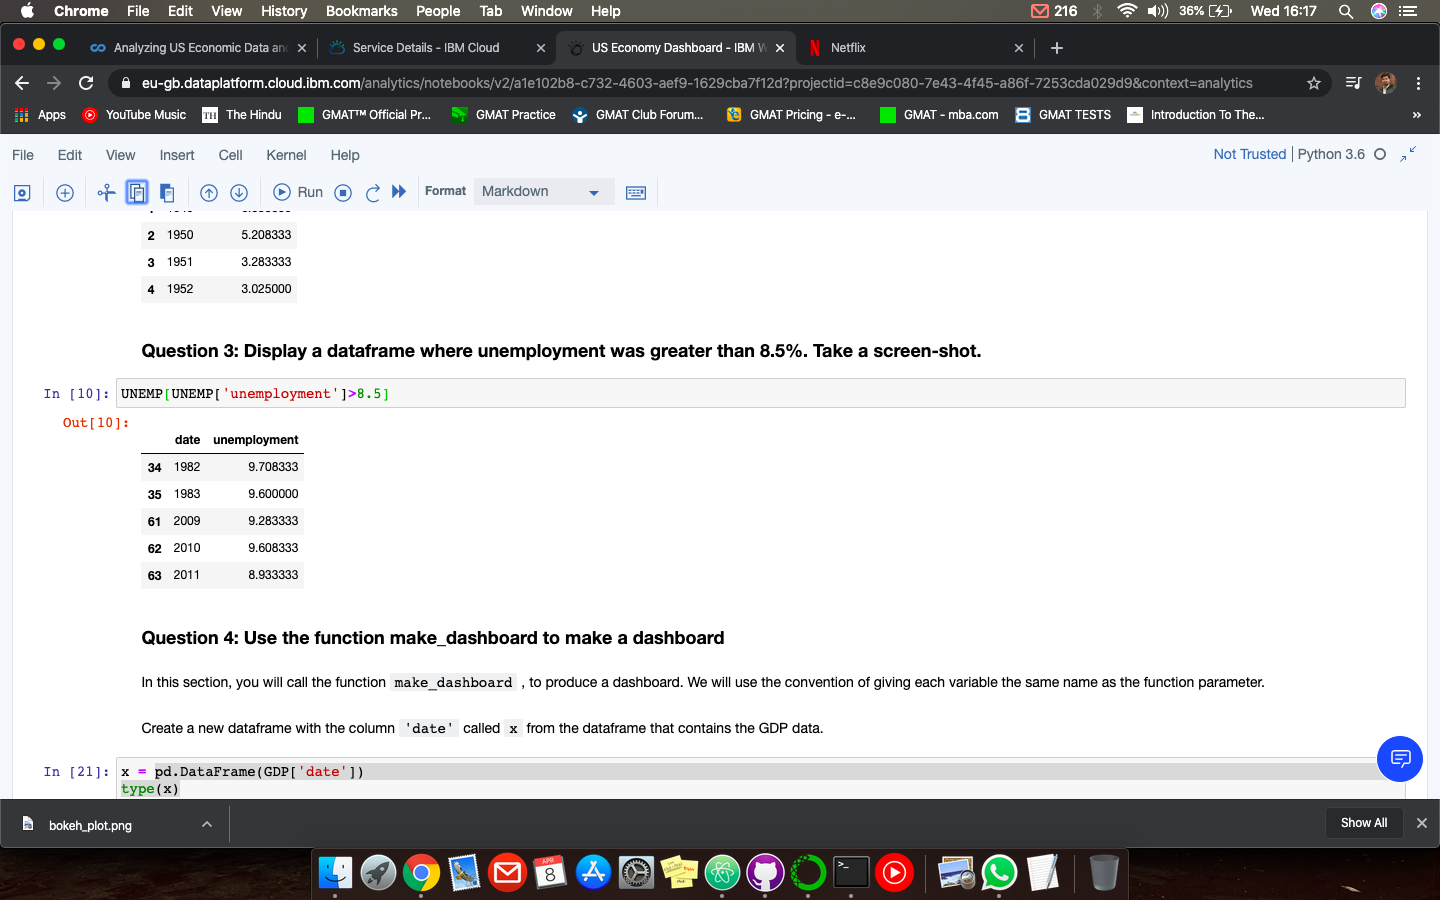 Chrome File Edit View History Bookmarks People Tab Window Help 216 36% Wed 16:17
Analyzing US Economic Data an Service Details - IBM Cloud US Economy Dashboard - IBM W Netflix
eu-gb.dataplatform.cloud.ibm.com/analytics/notebooks/v2/a1e102b8-c732-4603-aef9-1629cba7f12d?projectid=c8e9c080-7e43-4f45-a86f-7253cda029d9&context=analytics
Apps YouTube Music TH The Hindu GMAT™ Official Pr... GMAT Practice GMAT Club Forum... GMAT Pricing - e-... GMAT - mba.com GMAT TESTS Introduction To The... »
File Edit View Insert Cell Kernel Help Not Trusted | Python 3.6
Run Format Markdown
2 1950 5.208333
3 1951 3.283333
4 1952 3.025000
Question 3: Display a dataframe where unemployment was greater than 8.5%. Take a screen-shot.
In [10]: UNEMP[UNEMP['unemployment']>8.5]
Out[10]:
date unemployment
34 1982 9.708333
35 1983 9.600000
61 2009 9.283333
62 2010 9.608333
63 2011 8.933333
Question 4: Use the function make_dashboard to make a dashboard
In this section, you will call the function make_dashboard , to produce a dashboard. We will use the convention of giving each variable the same name as the function parameter.
Create a new dataframe with the column 'date' called x from the dataframe that contains the GDP data.
In [21]: x = pd.DataFrame(GDP['date'])
type(x)
bokeh_plot.png Show All
APR
8